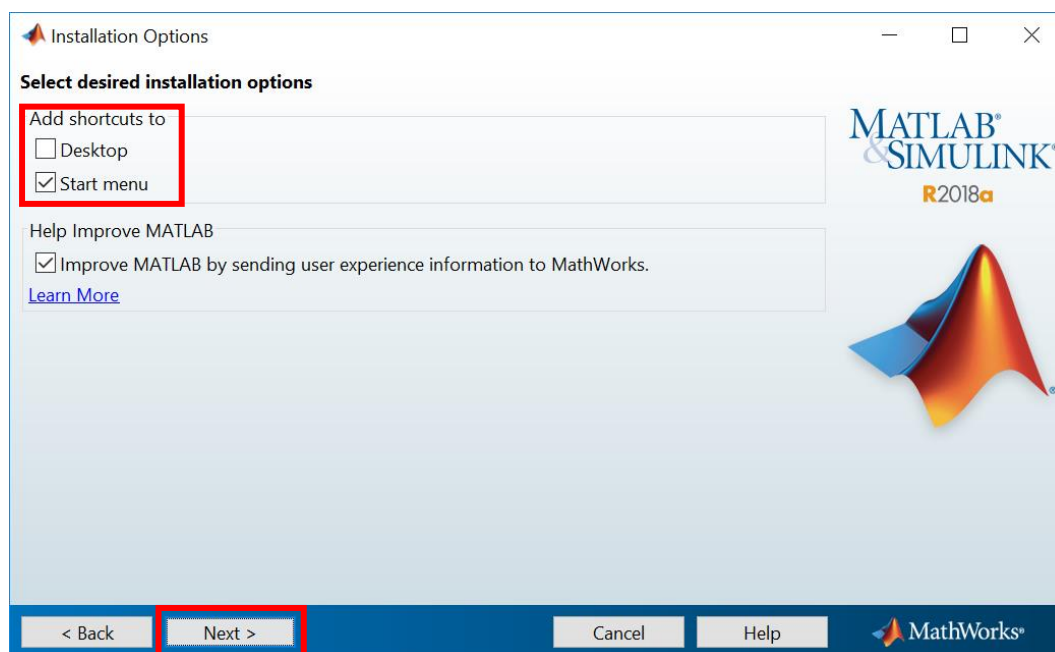 Installation Options
Select desired installation options
Add shortcuts to
Desktop
Start menu
Help Improve MATLAB
Improve MATLAB by sending user experience information to MathWorks.
Learn More
MATLAB®
&SIMULINK®
R2018a
®
< Back
Next >
Cancel
Help
MathWorks®